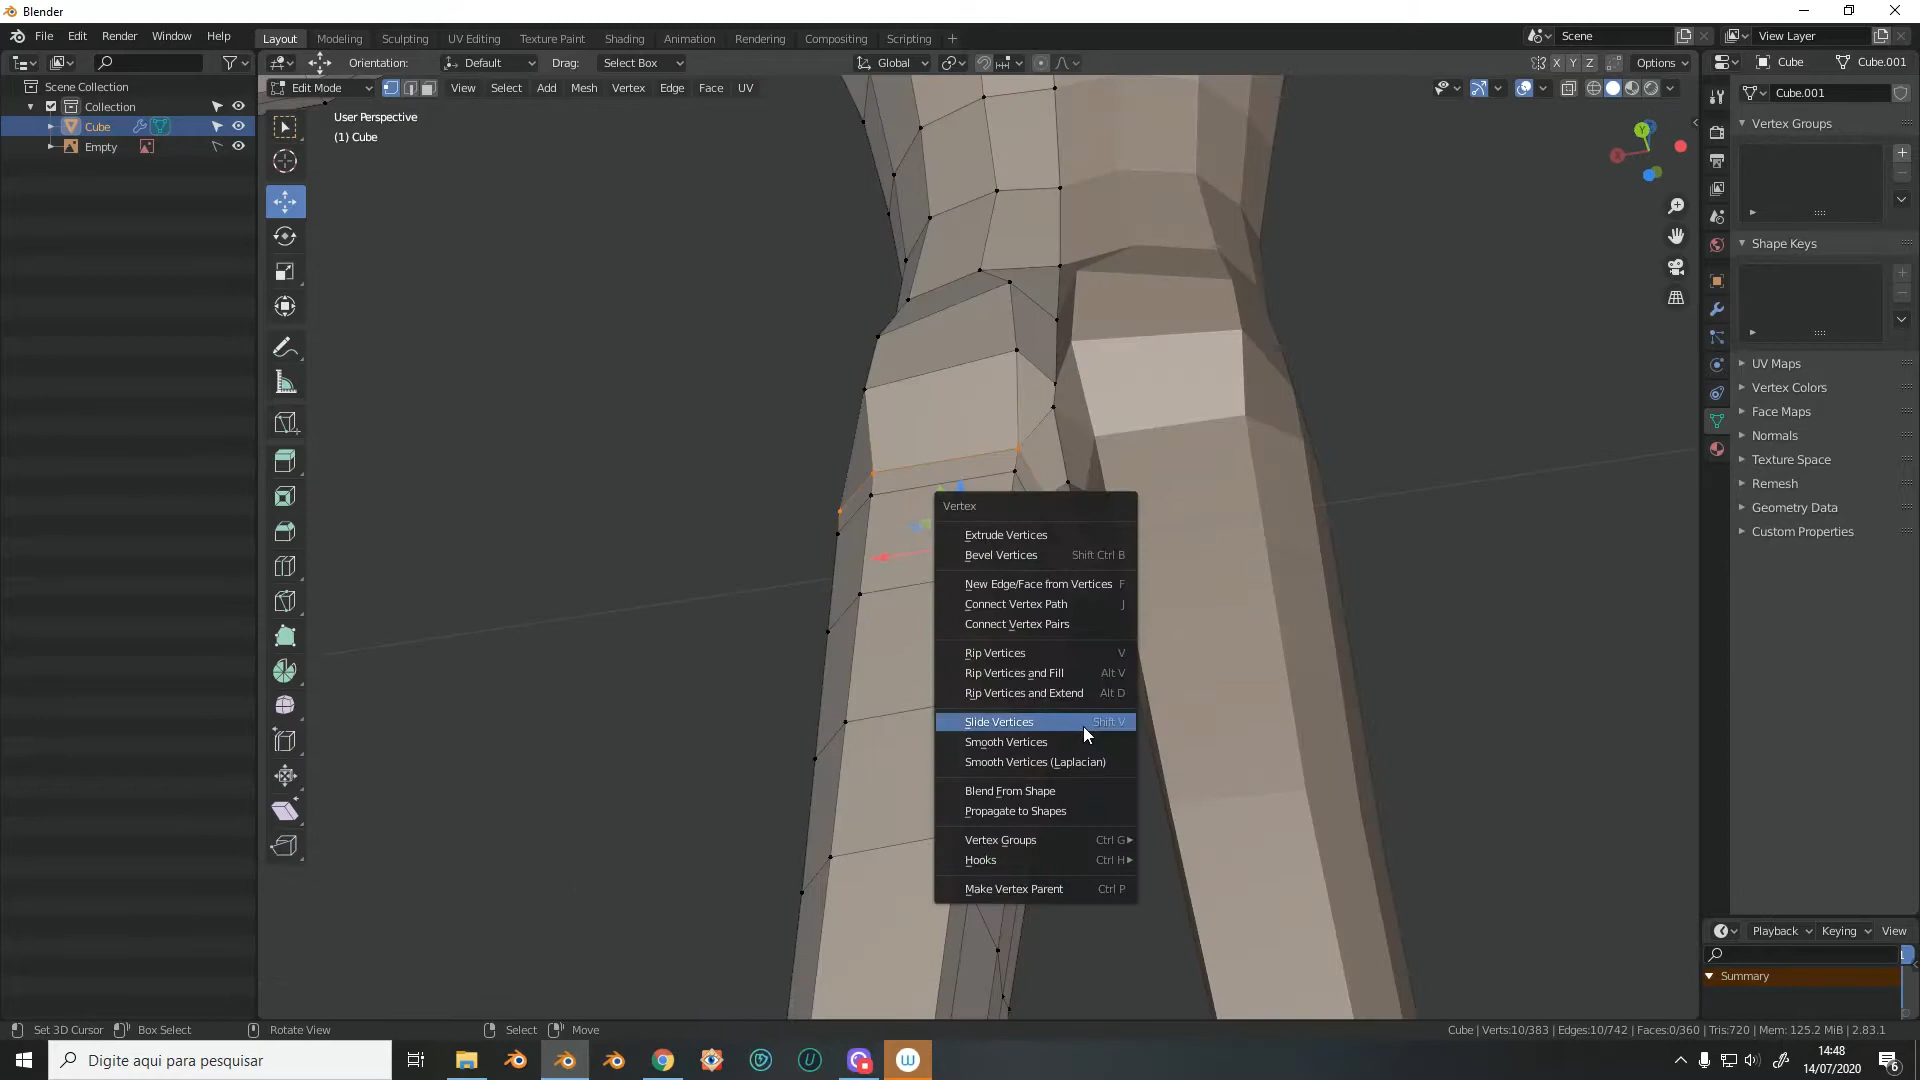 Blender
File Edit Render Window Help Layout Modeling Sculpting UV Editing Texture Paint Shading Animation Rendering Compositing Scripting + Scene View Layer
Orientation: Default Drag: Select Box Global X Y Z Options Cube Cube.001
Edit Mode View Select Add Mesh Vertex Edge Face UV
Scene Collection
Collection
Cube
Empty
User Perspective
(1) Cube
Y
X
Cube.001
Vertex Groups
Shape Keys
UV Maps
Vertex Colors
Face Maps
Normals
Texture Space
Remesh
Geometry Data
Custom Properties
Vertex
Extrude Vertices
Bevel Vertices Shift Ctrl B
New Edge/Face from Vertices F
Connect Vertex Path J
Connect Vertex Pairs
Rip Vertices V
Rip Vertices and Fill Alt V
Rip Vertices and Extend Alt D
Slide Vertices Shift V
Smooth Vertices
Smooth Vertices (Laplacian)
Blend From Shape
Propagate to Shapes
Vertex Groups Ctrl G
Hooks Ctrl H
Make Vertex Parent Ctrl P
Playback Keying View
1
Summary
Set 3D Cursor Box Select Rotate View Select Move Cube | Verts:10/383 | Edges:10/742 | Faces:0/360 | Tris:720 | Mem: 125.2 MiB | 2.83.1
Digite aqui para pesquisar
14:48
14/07/2020
6